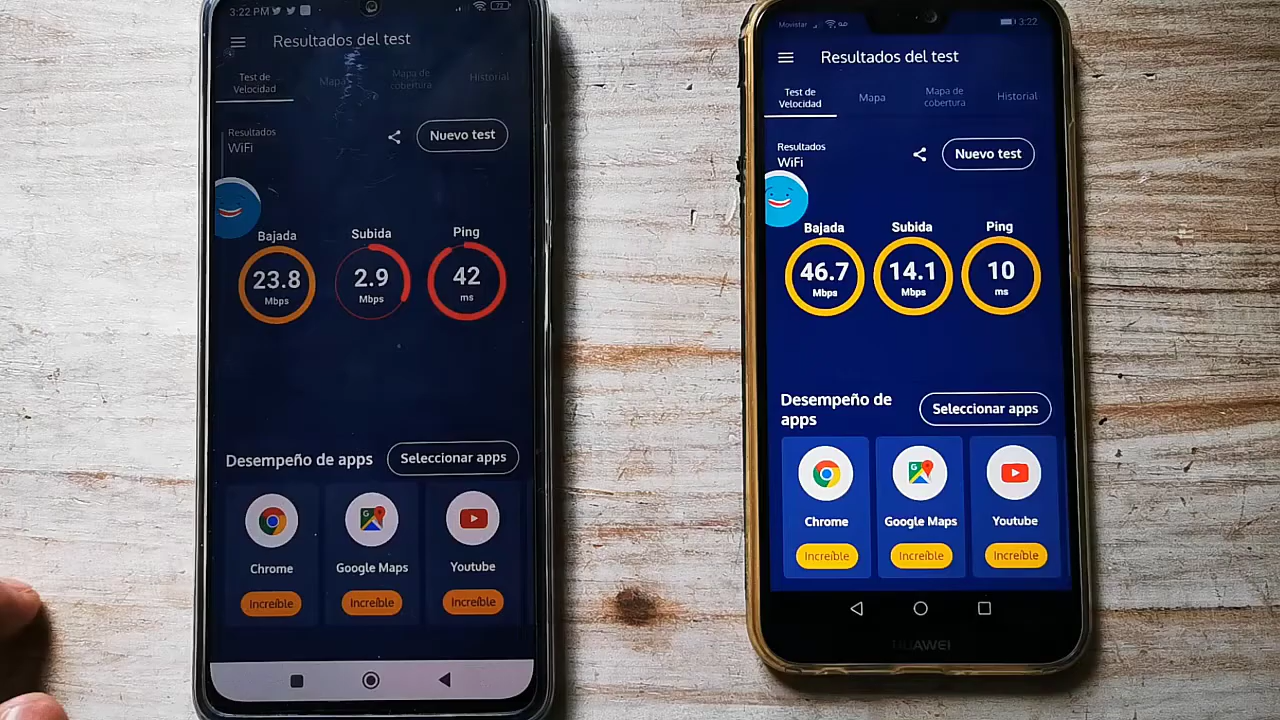 3:22 PM
72
Resultados del test
Test de
Velocidad
Mapa
Mapa de
cobertura
Historial
Resultados
WiFi
Nuevo test
Bajada
Subida
Ping
23.8
Mbps
2.9
Mbps
42
ms
Desempeño de apps
Seleccionar apps
Chrome
Google Maps
Youtube
Increíble
Increíble
Increíble
Movistar
3:22
Resultados del test
Test de
Velocidad
Mapa
Mapa de
cobertura
Historial
Resultados
WiFi
Nuevo test
Bajada
Subida
Ping
46.7
Mbps
14.1
Mbps
10
ms
Desempeño de
apps
Seleccionar apps
Chrome
Google Maps
Youtube
Increíble
Increíble
Increíble
HUAWEI